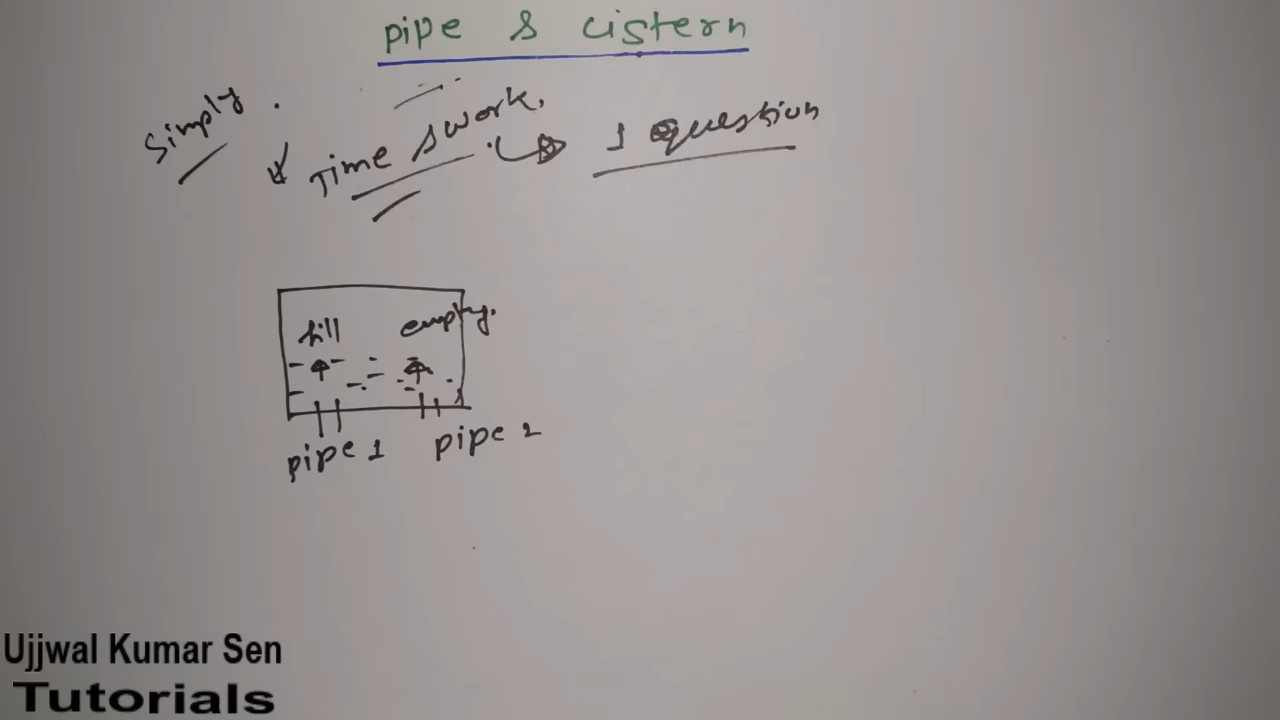 pipe & cistern
Simply.
Time & work.
1 question
fill empty.
pipe 1 pipe 2
Ujjwal Kumar Sen
Tutorials